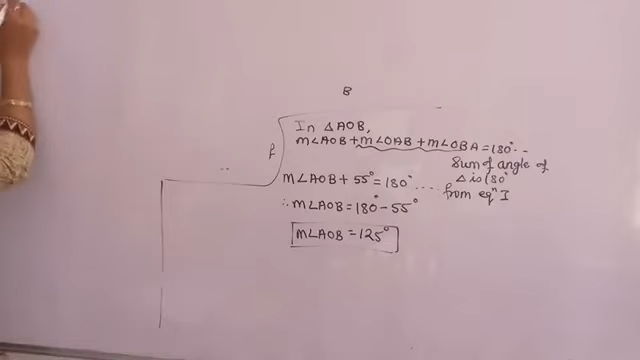 B
In △AOB,
m∠AOB + m∠OAB + m∠OBA = 180° ..
Sum of angle of
△ is 180°
m∠AOB + 55° = 180° .... from eqⁿ I
∴ m∠AOB = 180° - 55°
m∠AOB = 125°